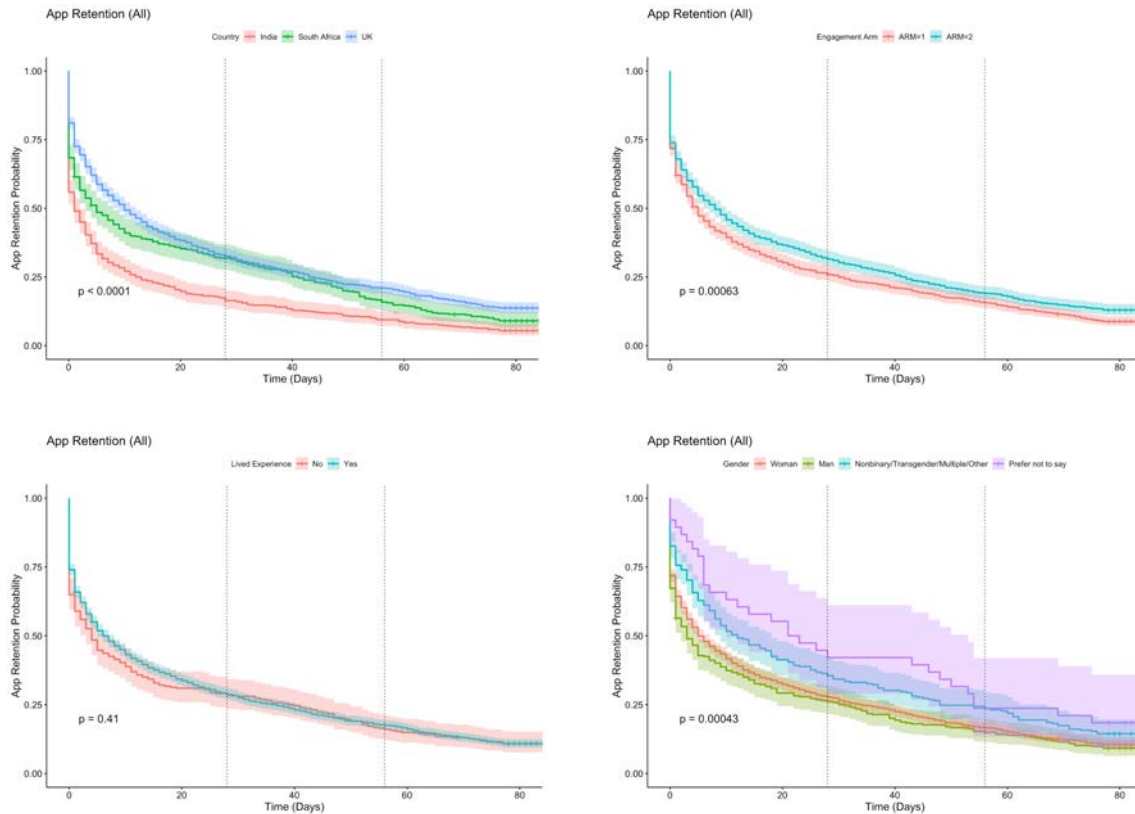 App Retention (All)
Country India South Africa UK
1.00
0.75
0.50
0.25
0.00
App Retention Probability
p < 0.0001
0 20 40 60 80
Time (Days)
App Retention (All)
Engagement Arm ARM=1 ARM=2
1.00
0.75
0.50
0.25
0.00
App Retention Probability
p = 0.00063
0 20 40 60 80
Time (Days)
App Retention (All)
Lived Experience No Yes
1.00
0.75
0.50
0.25
0.00
App Retention Probability
p = 0.41
0 20 40 60 80
Time (Days)
App Retention (All)
Gender Woman Man Nonbinary/Transgender/Multiple/Other Prefer not to say
1.00
0.75
0.50
0.25
0.00
App Retention Probability
p = 0.00043
0 20 40 60 80
Time (Days)